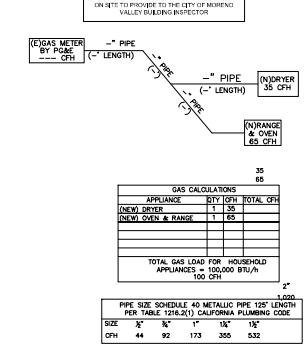 ON SITE TO PROVIDE TO THE CITY OF MORENO
VALLEY BUILDING INSPECTOR
(E)GAS METER
BY PG&E
--- CFH
—" PIPE
(—' LENGTH)
—" PIPE
(—')
—" PIPE
(—' LENGTH)
(N)DRYER
35 CFH
—" PIPE
(—')
(N)RANGE
& OVEN
65 CFH
35
65
GAS CALCULATIONS
APPLIANCE QTY CFH TOTAL CFH
(NEW) DRYER 1 35
(NEW) OVEN & RANGE 1 65
TOTAL GAS LOAD FOR HOUSEHOLD
APPLIANCES = 100,000 BTU/h
100 CFH
2"
1,020
PIPE SIZE SCHEDULE 40 METALLIC PIPE 125' LENGTH
PER TABLE 1216.2(1) CALIFORNIA PLUMBING CODE
SIZE ½" ¾" 1" 1¼" 1½"
CFH 44 92 173 355 532